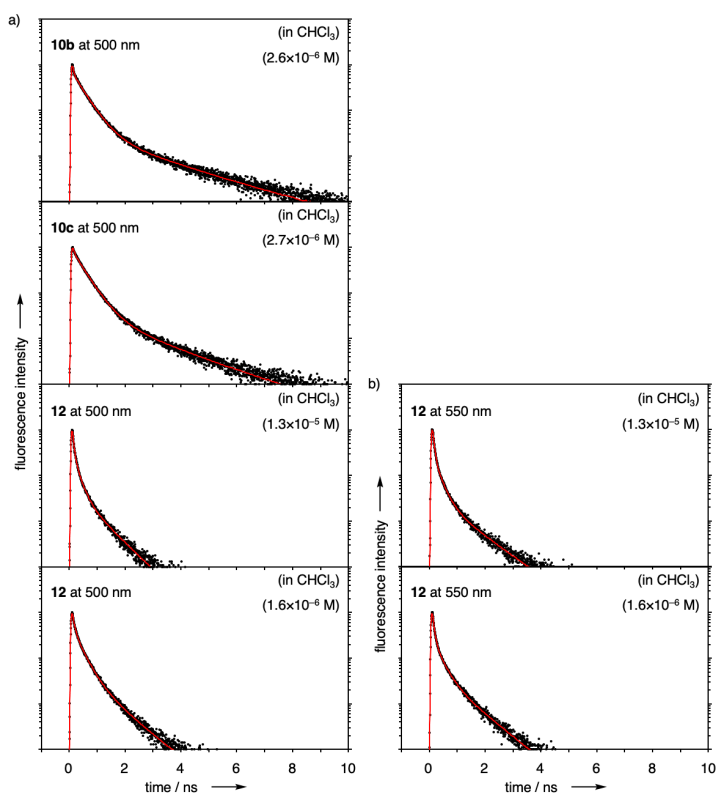 a)
10b at 500 nm
(in CHCl₃)
(2.6×10⁻⁶ M)
10c at 500 nm
(in CHCl₃)
(2.7×10⁻⁶ M)
12 at 500 nm
(in CHCl₃)
(1.3×10⁻⁵ M)
12 at 500 nm
(in CHCl₃)
(1.6×10⁻⁶ M)
fluorescence intensity
0 2 4 6 8 10
time / ns
b)
12 at 550 nm
(in CHCl₃)
(1.3×10⁻⁵ M)
12 at 550 nm
(in CHCl₃)
(1.6×10⁻⁶ M)
fluorescence intensity
0 2 4 6 8 10
time / ns